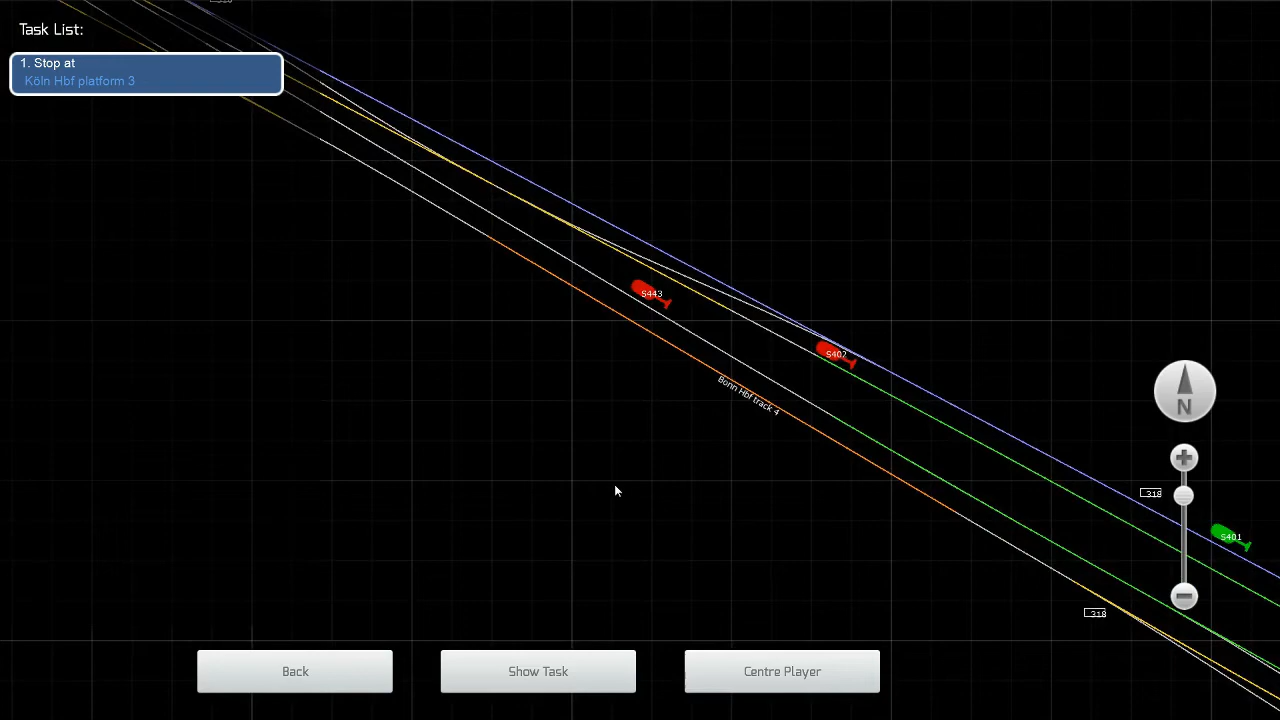 Task List:
1. Stop at
Köln Hbf platform 3
S443
S402
Bonn Hbf track 4
318
S401
318
Back
Show Task
Centre Player
N